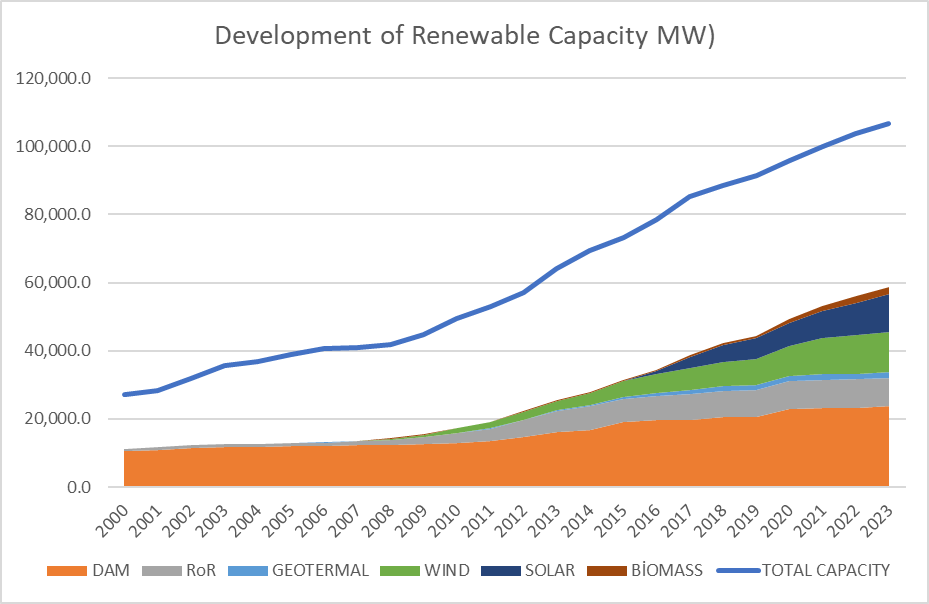 Development of Renewable Capacity MW)
120,000.0
100,000.0
80,000.0
60,000.0
40,000.0
20,000.0
0.0
2000 2001 2002 2003 2004 2005 2006 2007 2008 2009 2010 2011 2012 2013 2014 2015 2016 2017 2018 2019 2020 2021 2022 2023
DAM RoR GEOTERMAL WIND SOLAR BİOMASS TOTAL CAPACITY